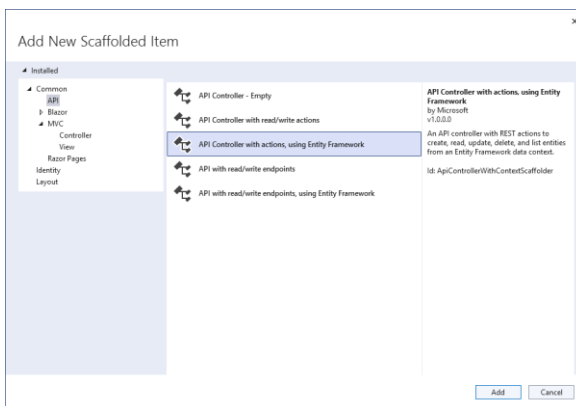 Add New Scaffolded Item
Installed
Common
API
Blazor
MVC
Controller
View
Razor Pages
Identity
Layout
API Controller - Empty
API Controller with read/write actions
API Controller with actions, using Entity Framework
API with read/write endpoints
API with read/write endpoints, using Entity Framework
API Controller with actions, using Entity
Framework
by Microsoft
v1.0.0.0
An API controller with REST actions to
create, read, update, delete, and list entities
from an Entity Framework data context.
Id: ApiControllerWithContextScaffolder
Add
Cancel